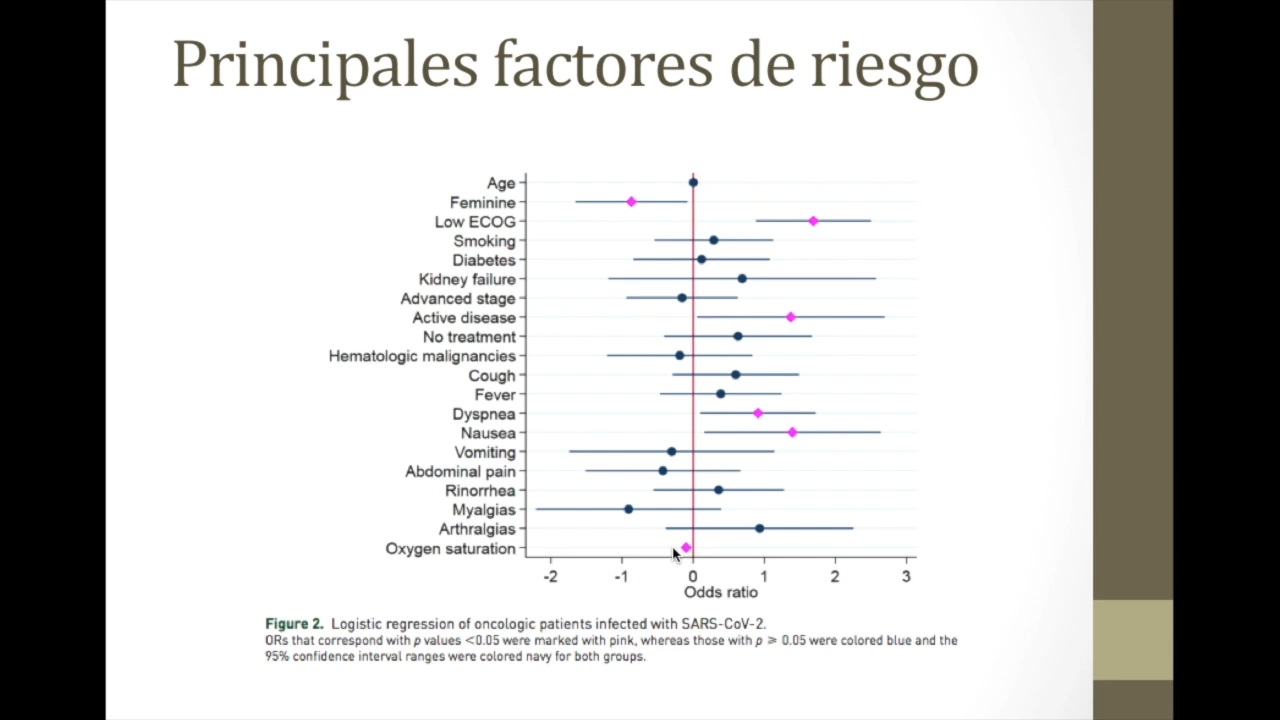 Principales factores de riesgo
Age
Feminine
Low ECOG
Smoking
Diabetes
Kidney failure
Advanced stage
Active disease
No treatment
Hematologic malignancies
Cough
Fever
Dyspnea
Nausea
Vomiting
Abdominal pain
Rinorrhea
Myalgias
Arthralgias
Oxygen saturation
-2 -1 0 1 2 3
Odds ratio
Figure 2. Logistic regression of oncologic patients infected with SARS-CoV-2.
ORs that correspond with p values <0.05 were marked with pink, whereas those with p ⩾ 0.05 were colored blue and the
95% confidence interval ranges were colored navy for both groups.